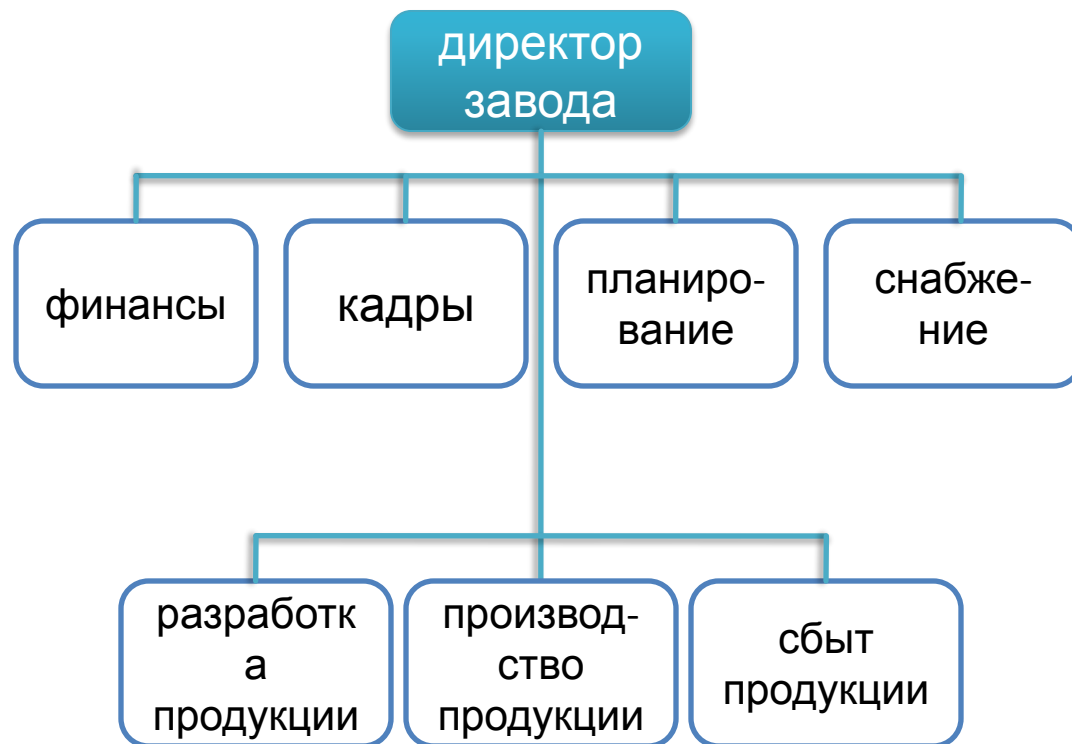 директор
завода
финансы
кадры
планиро-
вание
снабже-
ние
разработк
а
продукции
производ-
ство
продукции
сбыт
продукции